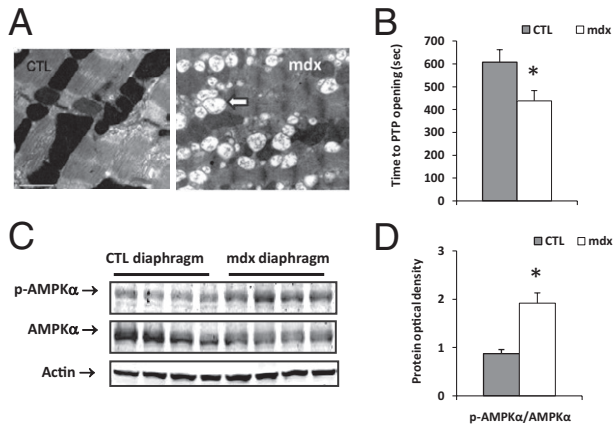 A
CTL
mdx
B
CTL
mdx
Time to PTP opening (sec)
700
600
500
400
300
200
100
0
*
C
CTL diaphragm
mdx diaphragm
p-AMPKα →
AMPKα →
Actin →
D
CTL
mdx
Protein optical density
3
2
1
0
*
p-AMPKα/AMPKα